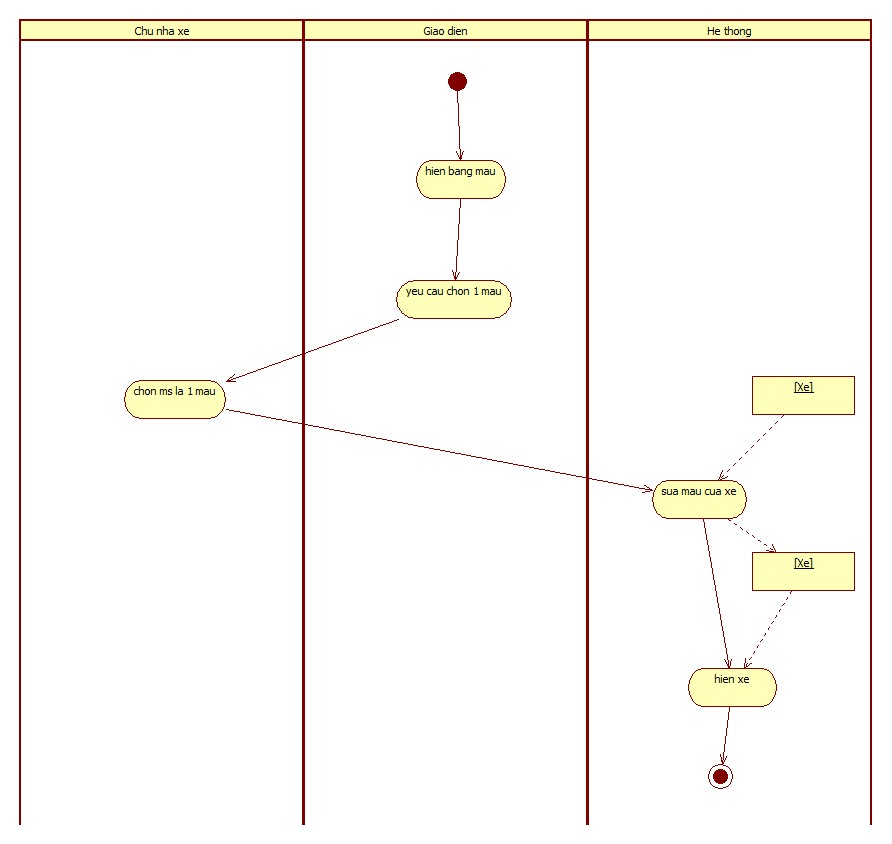 Chu nha xe
Giao dien
He thong
hien bang mau
yeu cau chon 1 mau
chon ms la 1 mau
[Xe]
sua mau cua xe
[Xe]
hien xe